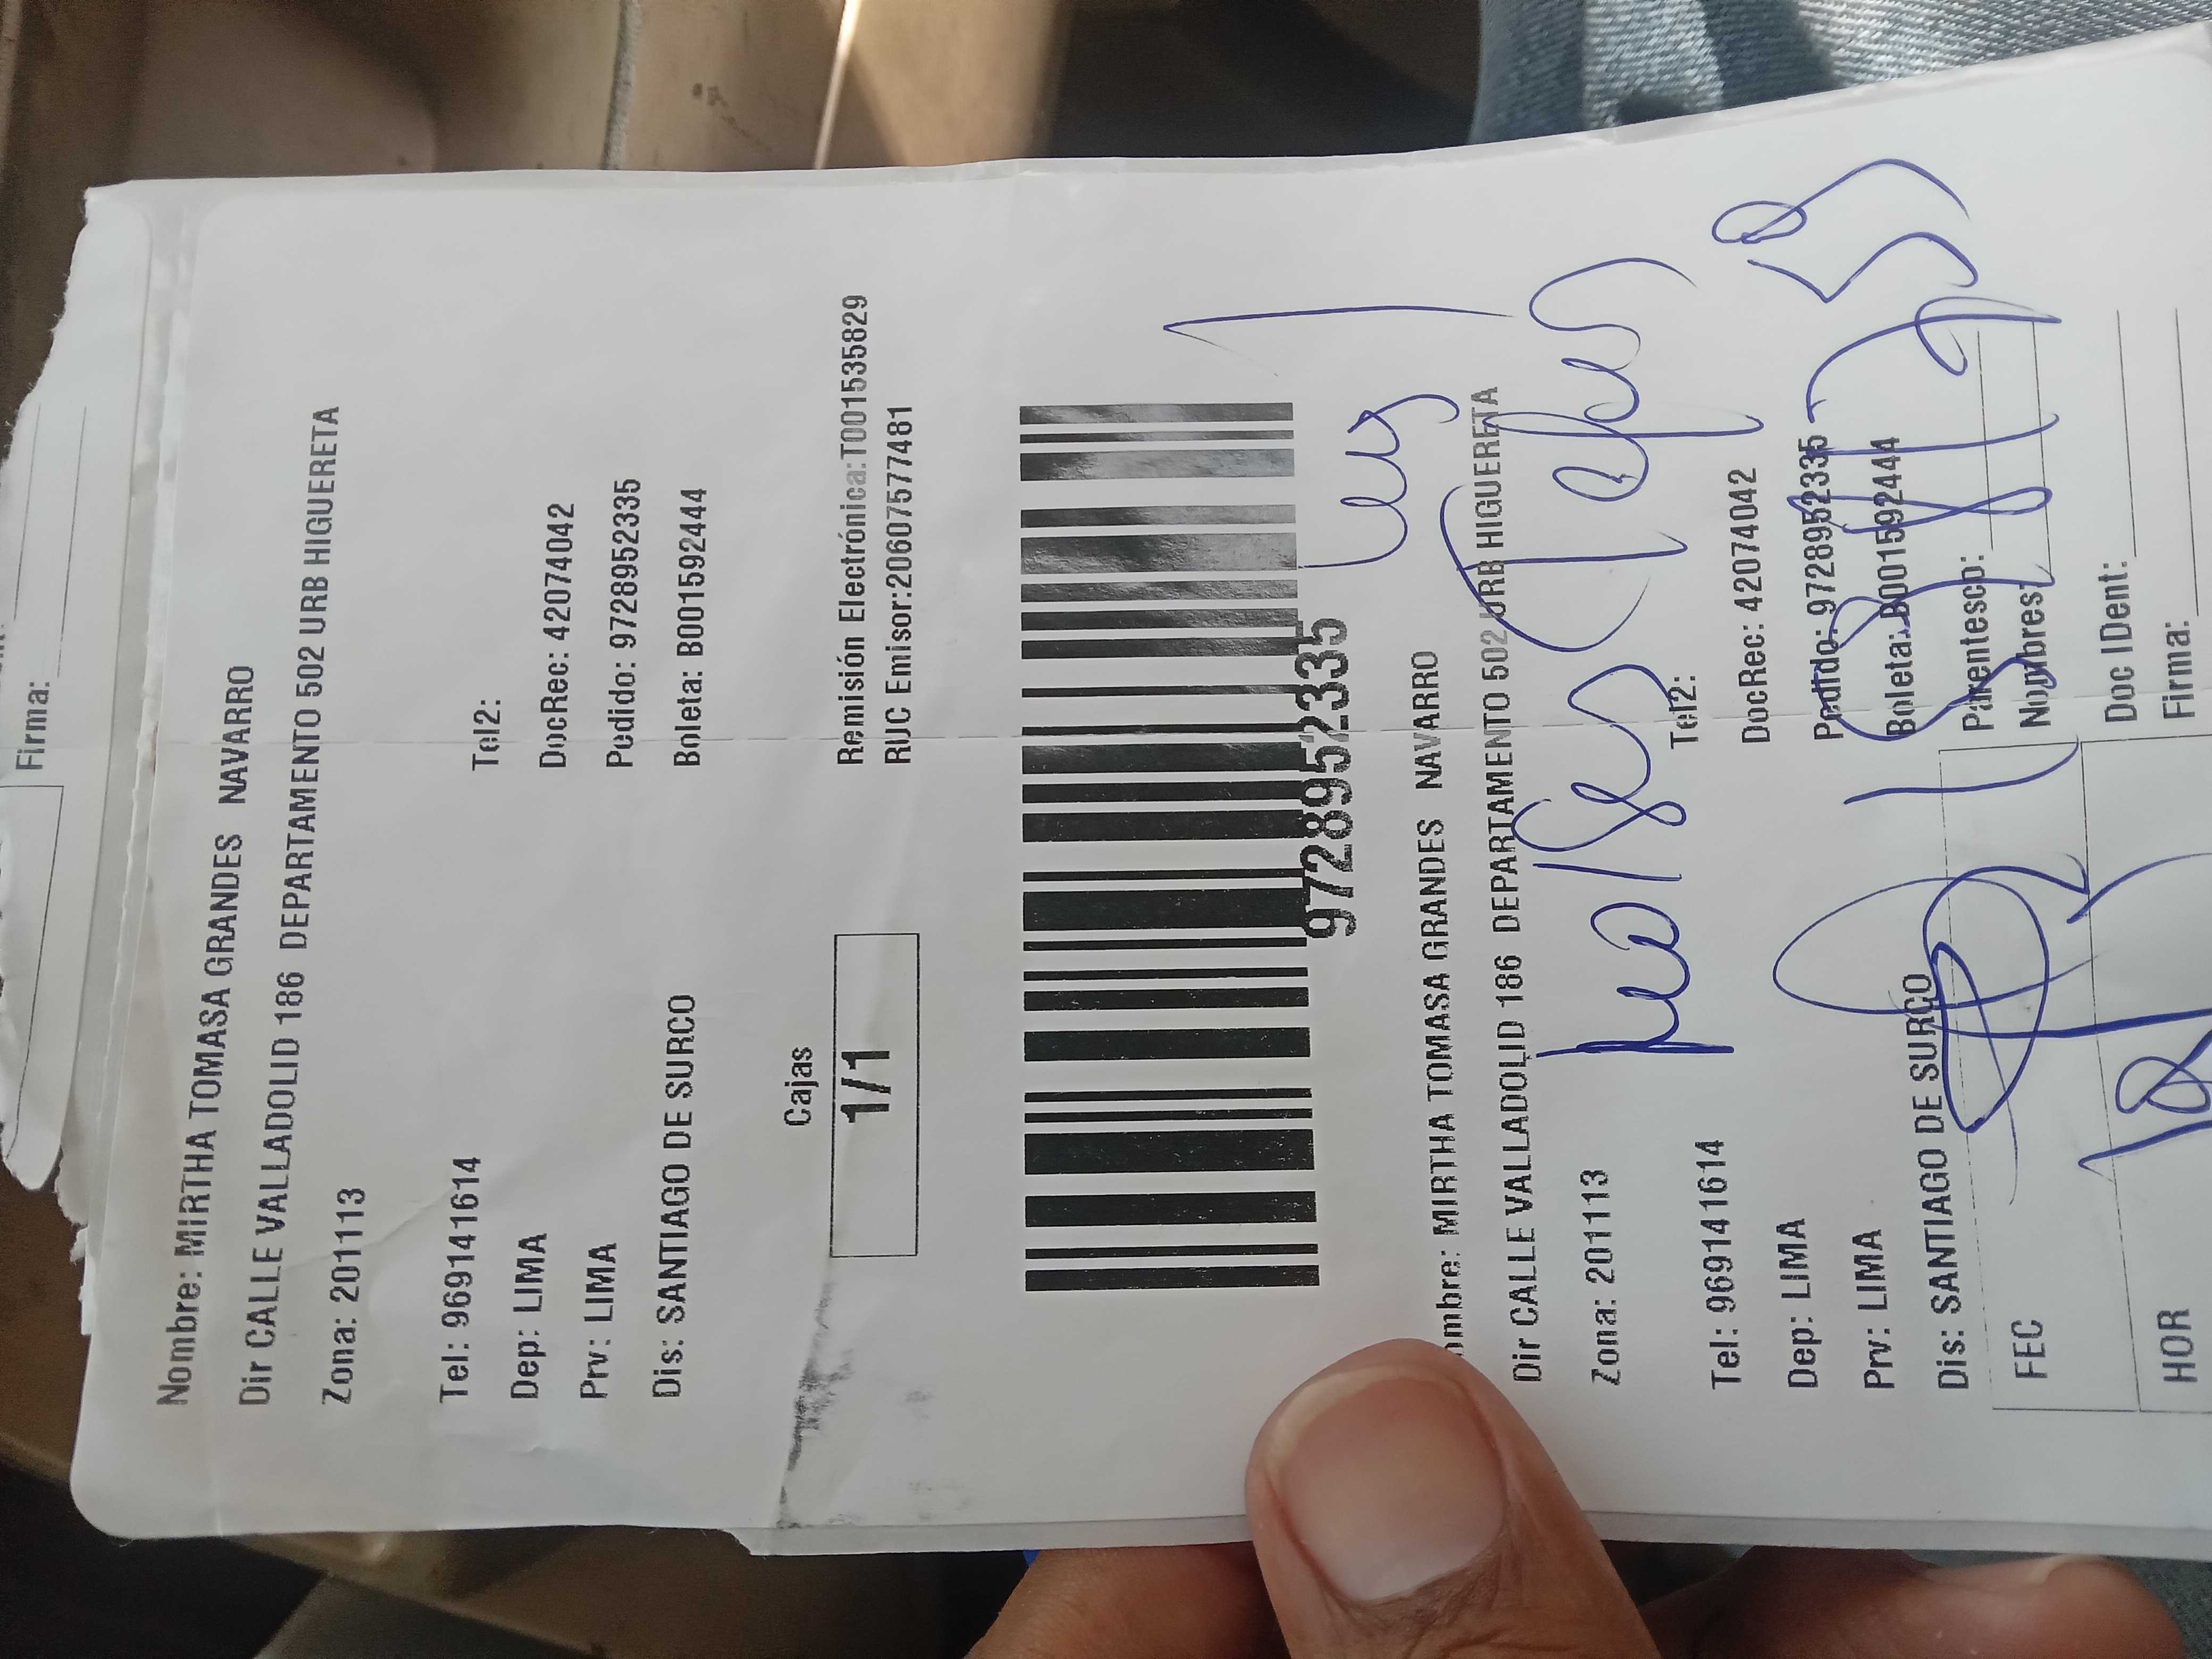 Firma:
Nombre: MIRTHA TOMASA GRANDES NAVARRO
Dir CALLE VALLADOLID 186 DEPARTAMENTO 502 URB HIGUERETA
Zona: 201113
Tel: 969141614
Tel2:
Dep: LIMA
DocRec: 42074042
Prv: LIMA
Pedido: 9728952335
Dis: SANTIAGO DE SURCO
Boleta: B001592444
Cajas
1/1
Remisión Electrónica:T001535829
RUC Emisor:20607577481
9728952335
ombre: MIRTHA TOMASA GRANDES NAVARRO
Dir CALLE VALLADOLID 186 DEPARTAMENTO 502 URB HIGUERETA
Zona: 201113
Tel: 969141614
Tel2:
Dep: LIMA
DocRec: 42074042
Prv: LIMA
Pedido: 9728952335
Dis: SANTIAGO DE SURCO
Boleta: B001592444
FEC
Parentesco:
Nombres:
HOR
Doc IDent:
Firma: